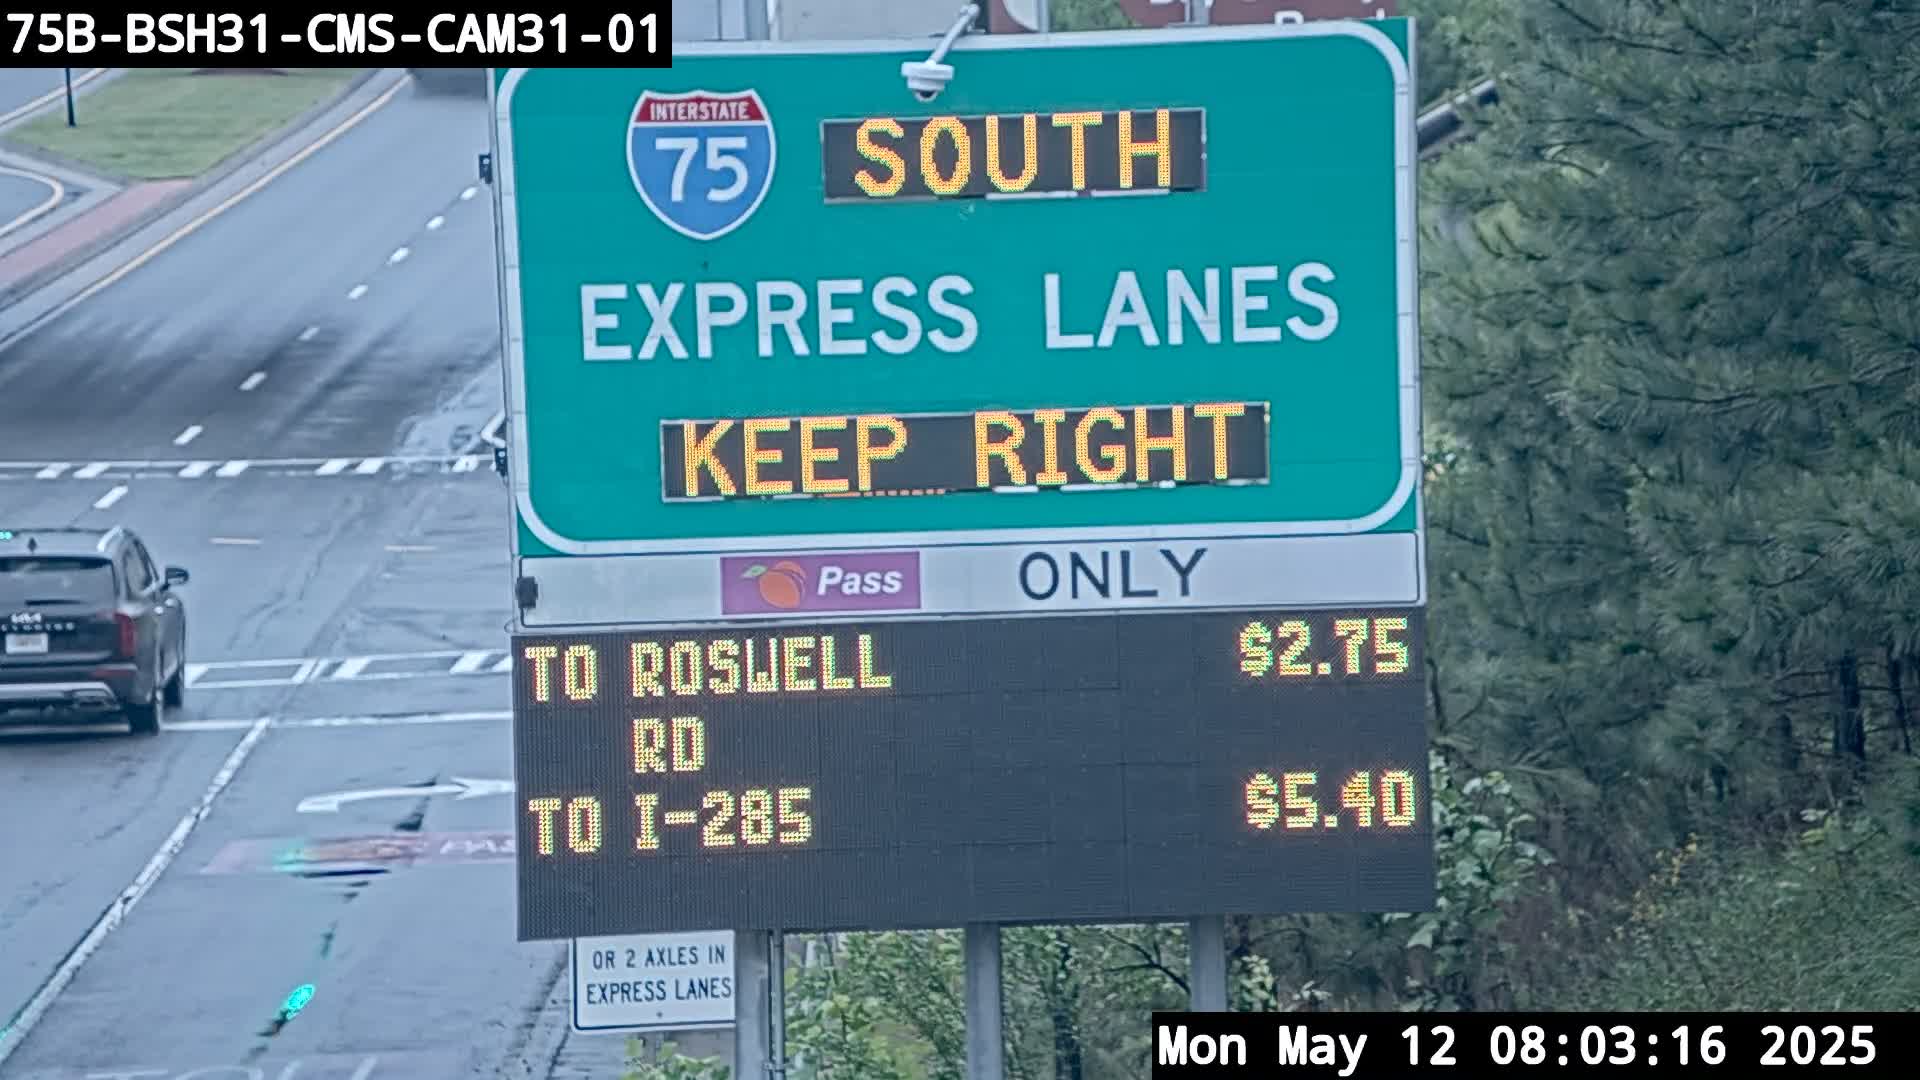 75B-BSH31-CMS-CAM31-01
INTERSTATE
75
SOUTH
EXPRESS LANES
KEEP RIGHT
Pass ONLY
TO ROSWELL $2.75
RD
TO I-285 $5.40
OR 2 AXLES IN
EXPRESS LANES
Mon May 12 08:03:16 2025